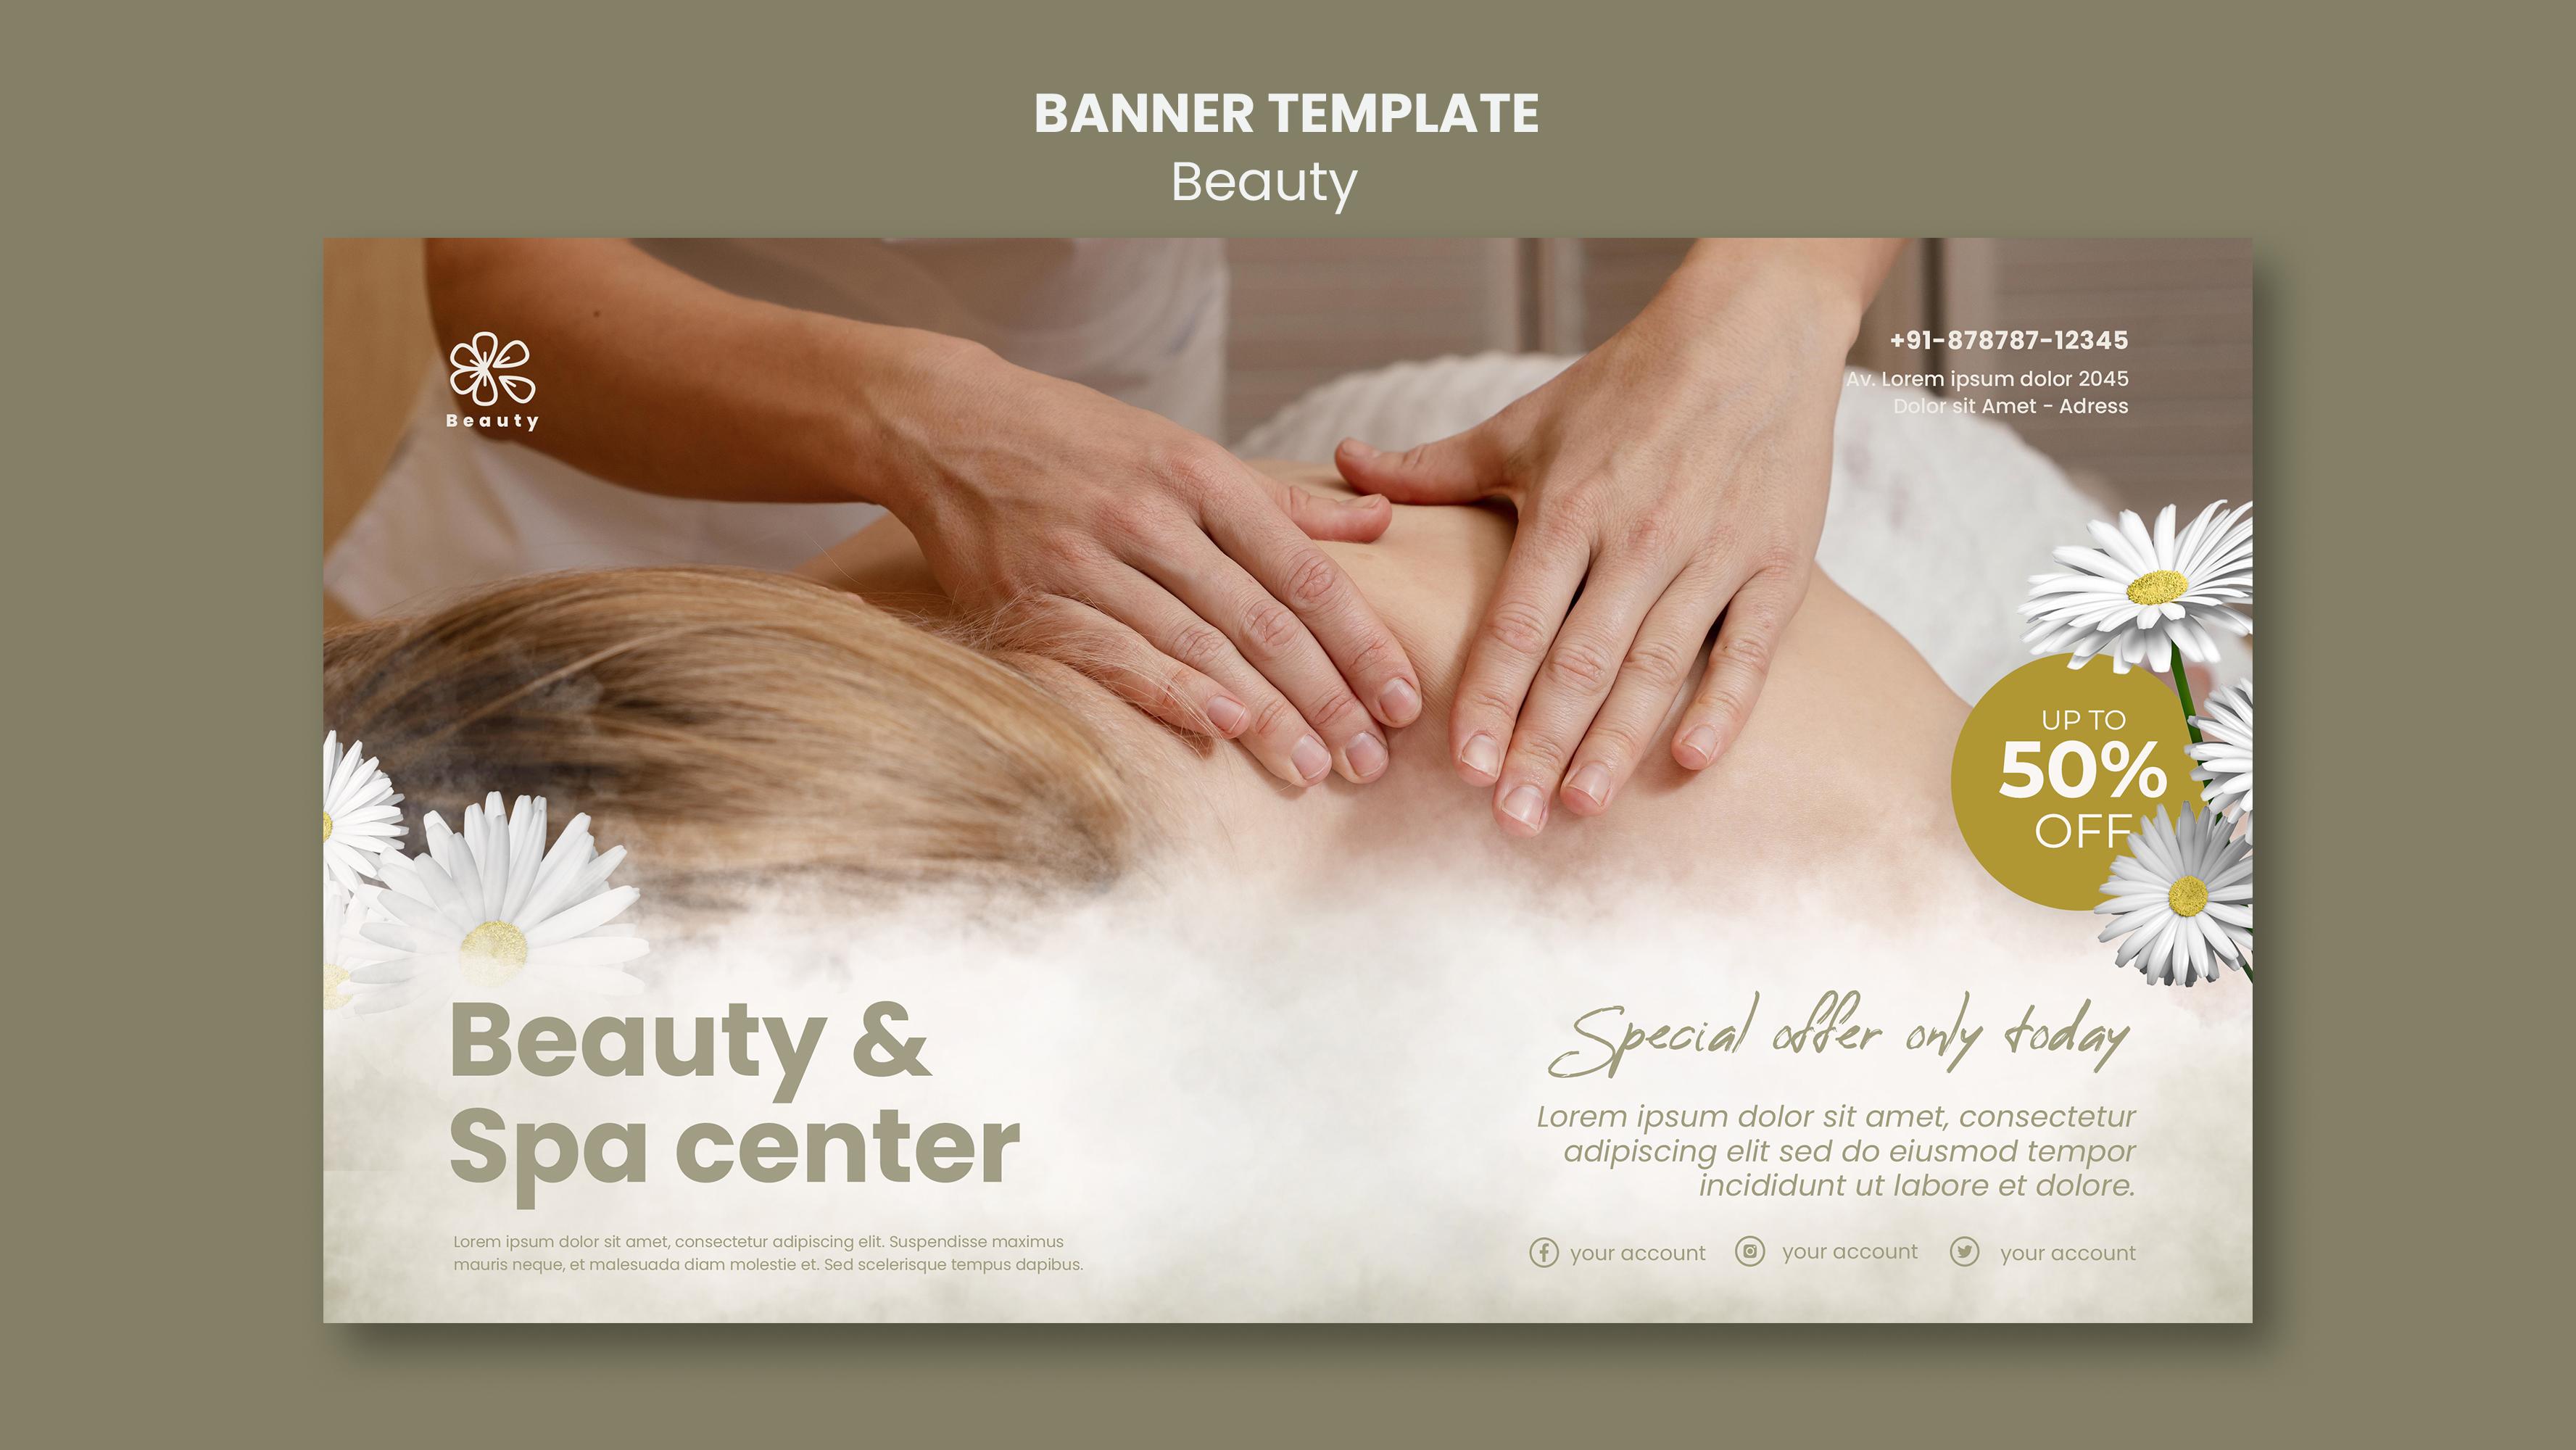 BANNER TEMPLATE
Beauty
Beauty
+91-878787-12345
Av. Lorem ipsum dolor 2045
Dolor sit Amet - Adress
UP TO
50%
OFF
Beauty &
Spa center
Lorem ipsum dolor sit amet, consectetur adipiscing elit. Suspendisse maximus
mauris neque, et malesuada diam molestie et. Sed scelerisque tempus dapibus.
Special offer only today
Lorem ipsum dolor sit amet, consectetur
adipiscing elit sed do eiusmod tempor
incididunt ut labore et dolore.
your account your account your account